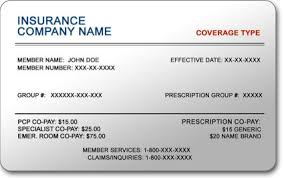 INSURANCE
COMPANY NAME
COVERAGE TYPE
MEMBER NAME: JOHN DOE
EFFECTIVE DATE: XX-XX-XXXX
MEMBER NUMBER: XXX-XX-XXX
GROUP #: XXXXXX-XXX-XXX
PRESCRIPTION GROUP #: XXXXX
PCP CO-PAY: $15.00
PRESCRIPTION CO-PAY:
SPECIALIST CO-PAY: $25.00
$15 GENERIC
EMER. ROOM CO-PAY: $75.00
$20 NAME BRAND
MEMBER SERVICES: 1-800-XXX-XXXX
CLAIMS/INQUIRIES: 1-800-XXX-XXXX